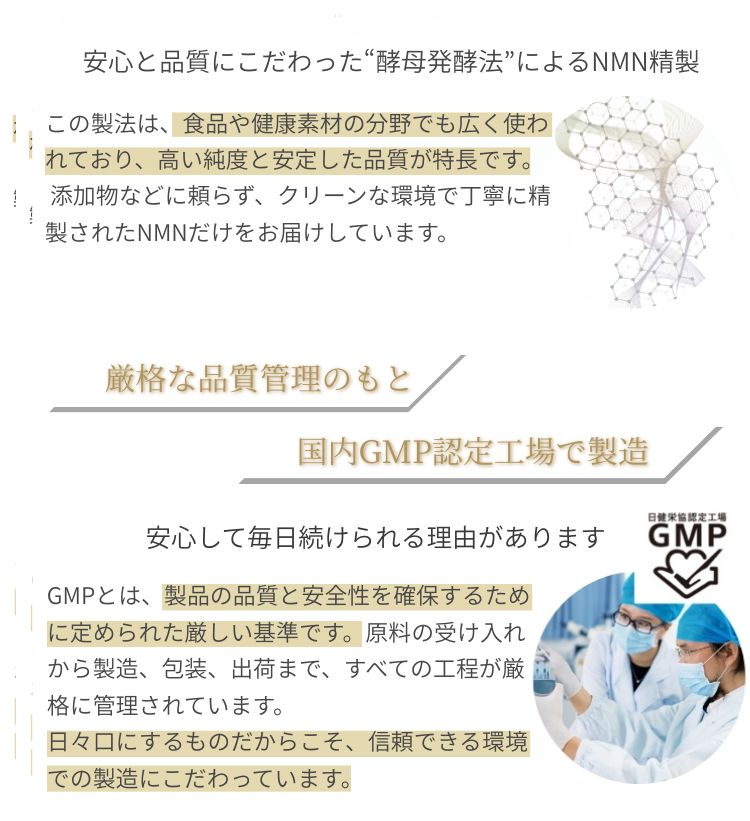 安心と品質にこだわった“酵母発酵法”によるNMN精製
この製法は、食品や健康素材の分野でも広く使わ
れており、高い純度と安定した品質が特長です。
添加物などに頼らず、クリーンな環境で丁寧に精
製されたNMNだけをお届けしています。
厳格な品質管理のもと
国内GMP認定工場で製造
安心して毎日続けられる理由があります
日健栄協認定工場
GMP
GMPとは、製品の品質と安全性を確保するため
に定められた厳しい基準です。原料の受け入れ
から製造、包装、出荷まで、すべての工程が厳
格に管理されています。
日々口にするものだからこそ、信頼できる環境
での製造にこだわっています。